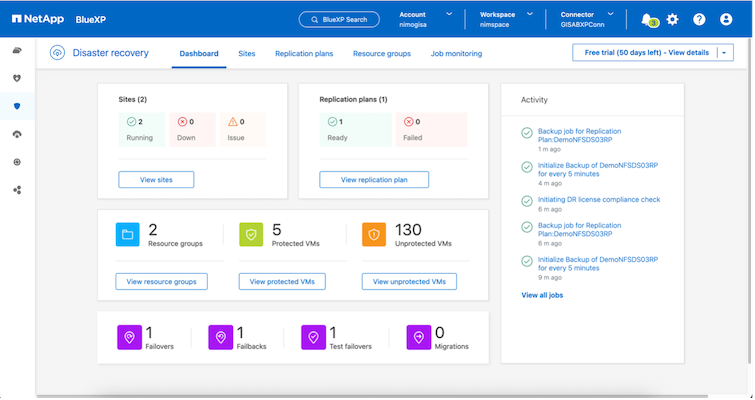 NetApp BlueXP
BlueXP Search
Account
nimogisa
Workspace
nimspace
Connector
GISABXPConn
3
Disaster recovery
Dashboard
Sites
Replication plans
Resource groups
Job monitoring
Free trial (50 days left) - View details
Sites (2)
2
Running
0
Down
0
Issue
View sites
Replication plans (1)
1
Ready
0
Failed
View replication plan
2
Resource groups
View resource groups
5
Protected VMs
View protected VMs
130
Unprotected VMs
View unprotected VMs
1
Failovers
1
Failbacks
1
Test failovers
0
Migrations
Activity
Backup job for Replication
Plan:DemoNFSDS03RP
1 m ago
Initialize Backup of DemoNFSDS03RP
for every 5 minutes
4 m ago
Initiating DR license compliance check
6 m ago
Backup job for Replication
Plan:DemoNFSDS03RP
6 m ago
Initialize Backup of DemoNFSDS03RP
for every 5 minutes
9 m ago
View all jobs